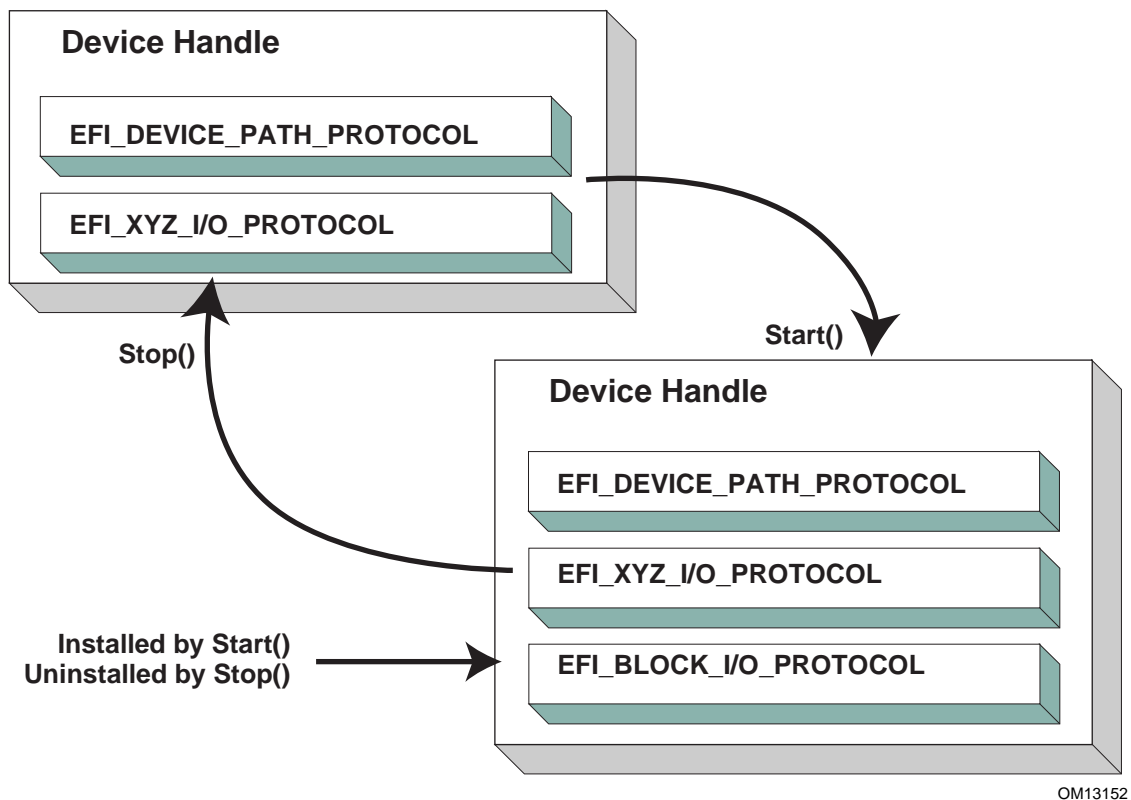 Device Handle
EFI_DEVICE_PATH_PROTOCOL
EFI_XYZ_I/O_PROTOCOL
Start()
Stop()
Device Handle
EFI_DEVICE_PATH_PROTOCOL
EFI_XYZ_I/O_PROTOCOL
Installed by Start()
Uninstalled by Stop()
EFI_BLOCK_I/O_PROTOCOL
OM13152